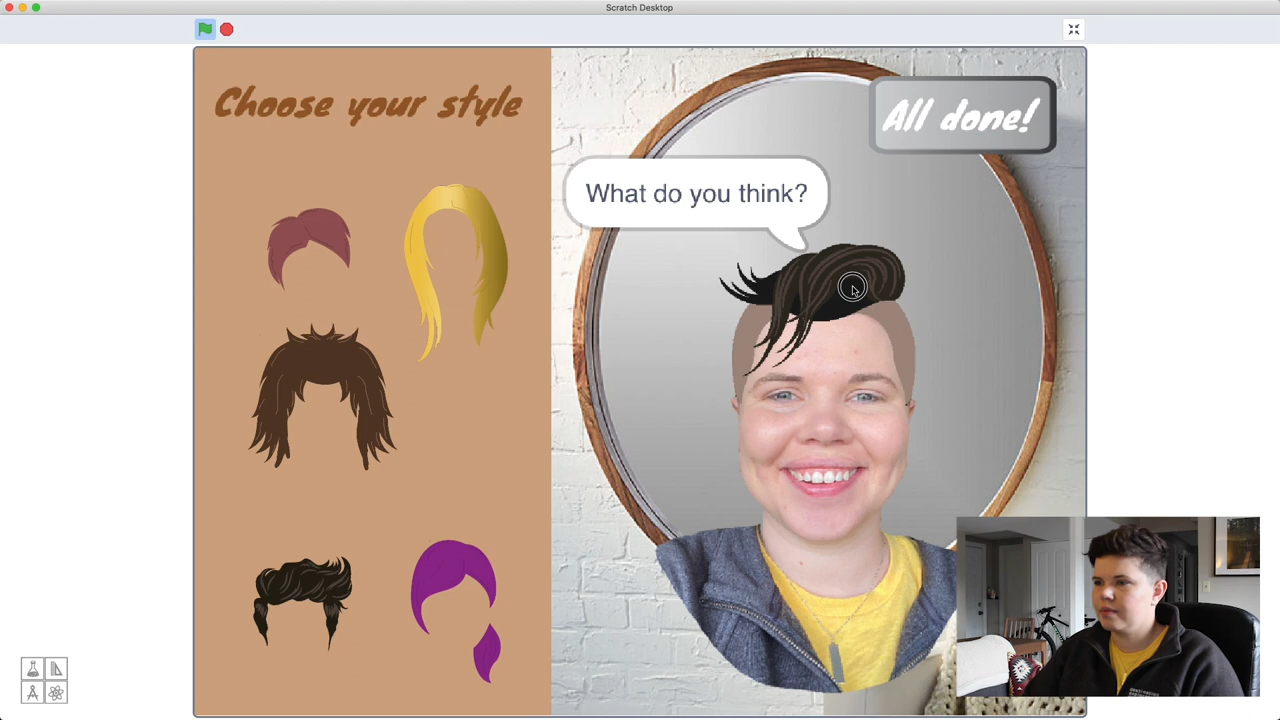 Scratch Desktop
Choose your style
All done!
What do you think?